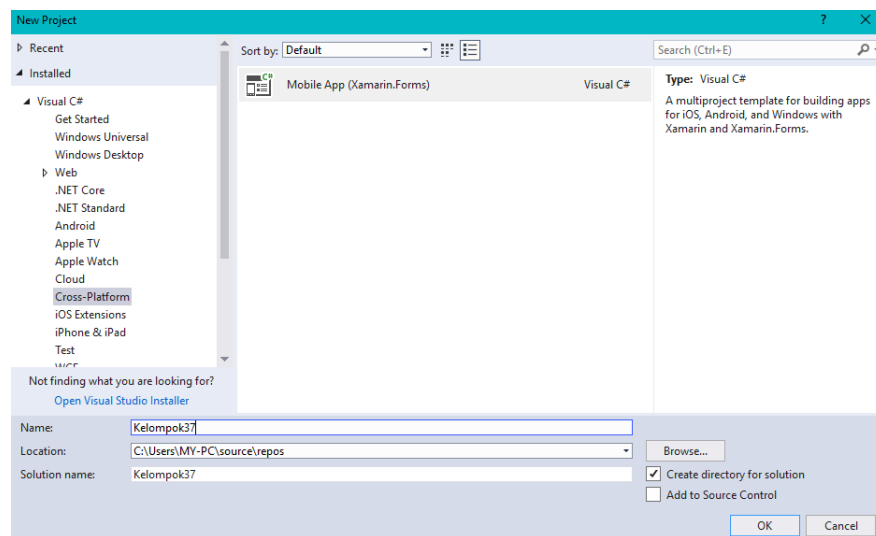 New Project
?
Recent
Installed
Visual C#
Get Started
Windows Universal
Windows Desktop
Web
.NET Core
.NET Standard
Android
Apple TV
Apple Watch
Cloud
Cross-Platform
iOS Extensions
iPhone & iPad
Test
WCF
Not finding what you are looking for?
Open Visual Studio Installer
Sort by: Default
Search (Ctrl+E)
C# Mobile App (Xamarin.Forms) Visual C#
Type: Visual C#
A multiproject template for building apps
for iOS, Android, and Windows with
Xamarin and Xamarin.Forms.
Name: Kelompok37
Location: C:\Users\MY-PC\source\repos
Browse...
Solution name: Kelompok37
Create directory for solution
Add to Source Control
OK Cancel